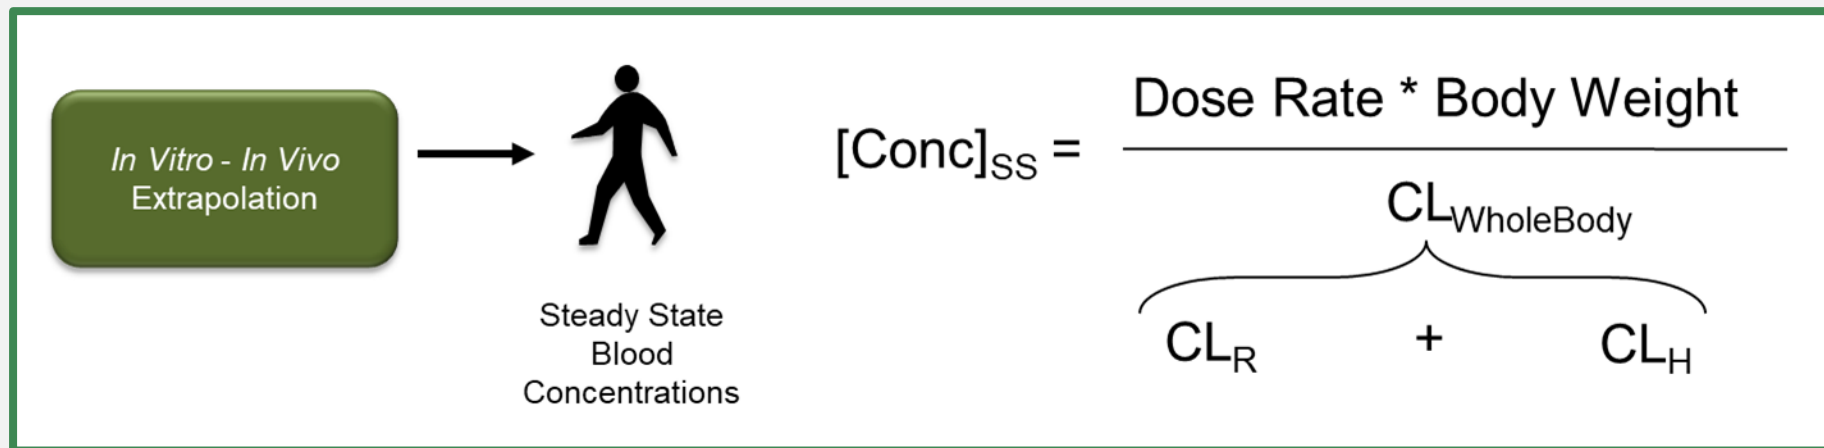 In Vitro - In Vivo
Extrapolation
Steady State
Blood
Concentrations
[Conc]SS =
Dose Rate * Body Weight
CLWholeBody
CLR + CLH